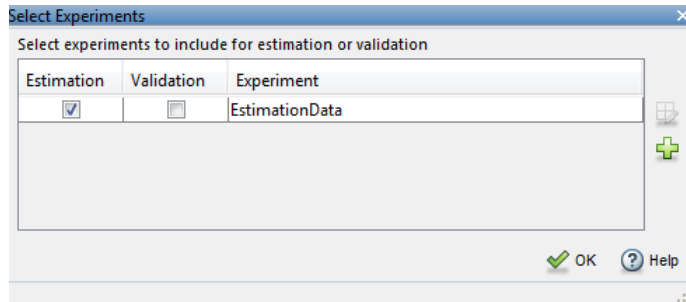 Select Experiments
Select experiments to include for estimation or validation
Estimation Validation Experiment
EstimationData
OK Help